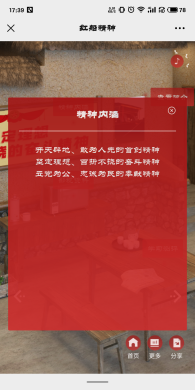 17:39
78
红船精神
精神内涵
开天辟地、敢为人先的首创精神
坚定理想、百折不挠的奋斗精神
立党为公、忠诚为民的奉献精神
首页
更多
分享